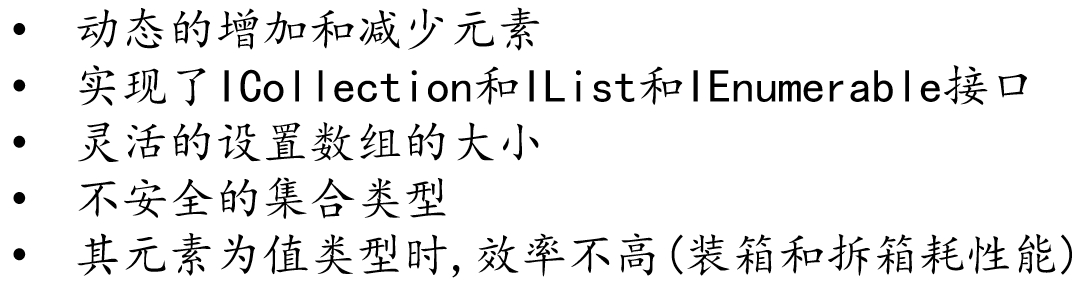 • 动态的增加和减少元素
• 实现了ICollection和IList和IEnumerable接口
• 灵活的设置数组的大小
• 不安全的集合类型
• 其元素为值类型时,效率不高(装箱和拆箱耗性能)